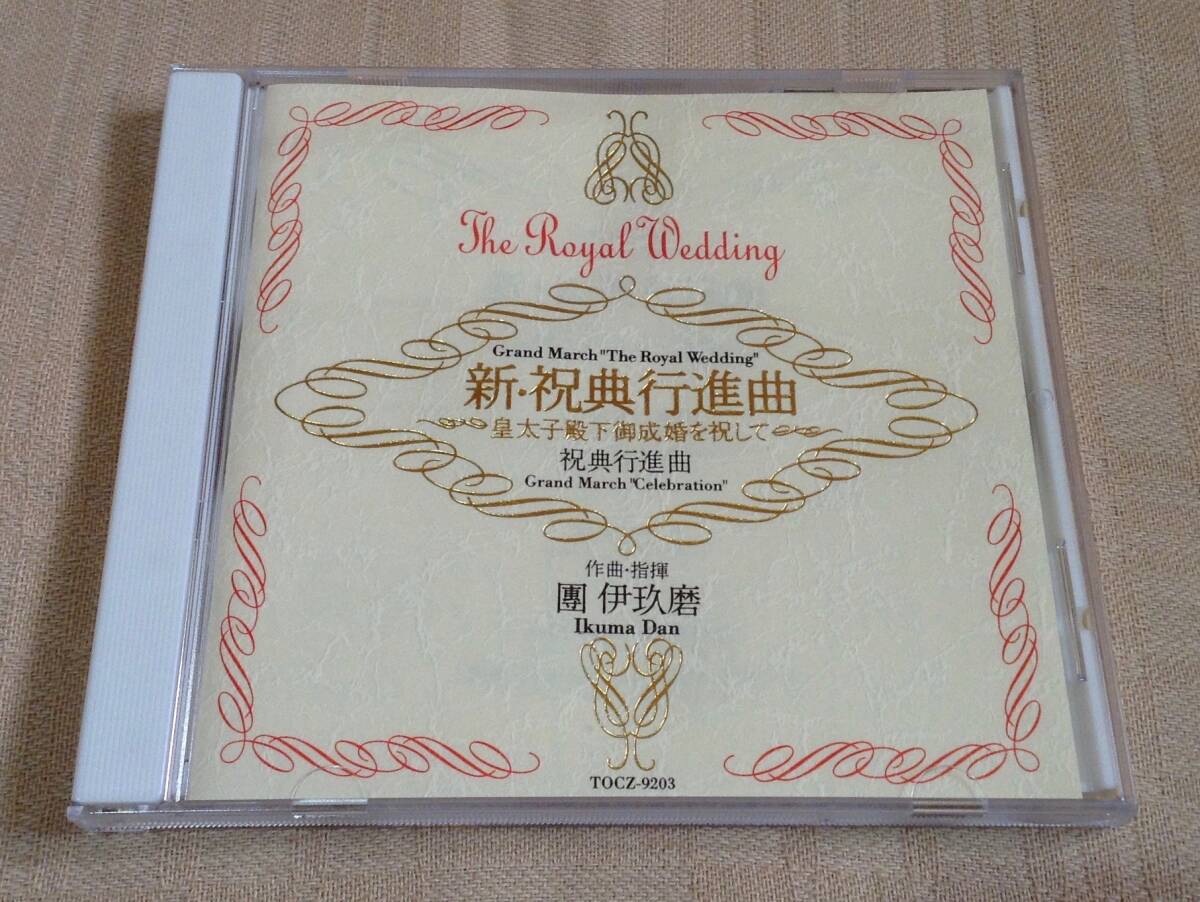 The Royal Wedding
Grand March "The Royal Wedding"
新・祝典行進曲
皇太子殿下御成婚を祝して
祝典行進曲
Grand March "Celebration"
作曲・指揮
團 伊玖磨
Ikuma Dan
TOCZ-9203